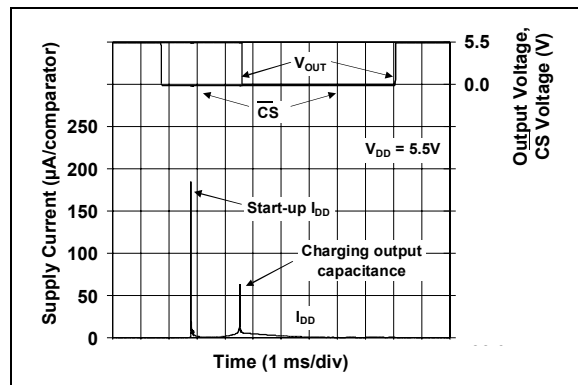 5.5
V_OUT
0.0
CS
250
V_DD = 5.5V
200
Start-up I_DD
150
100
Charging output
capacitance
50
I_DD
0
Time (1 ms/div)
Supply Current (µA/comparator)
Output Voltage,
CS Voltage (V)